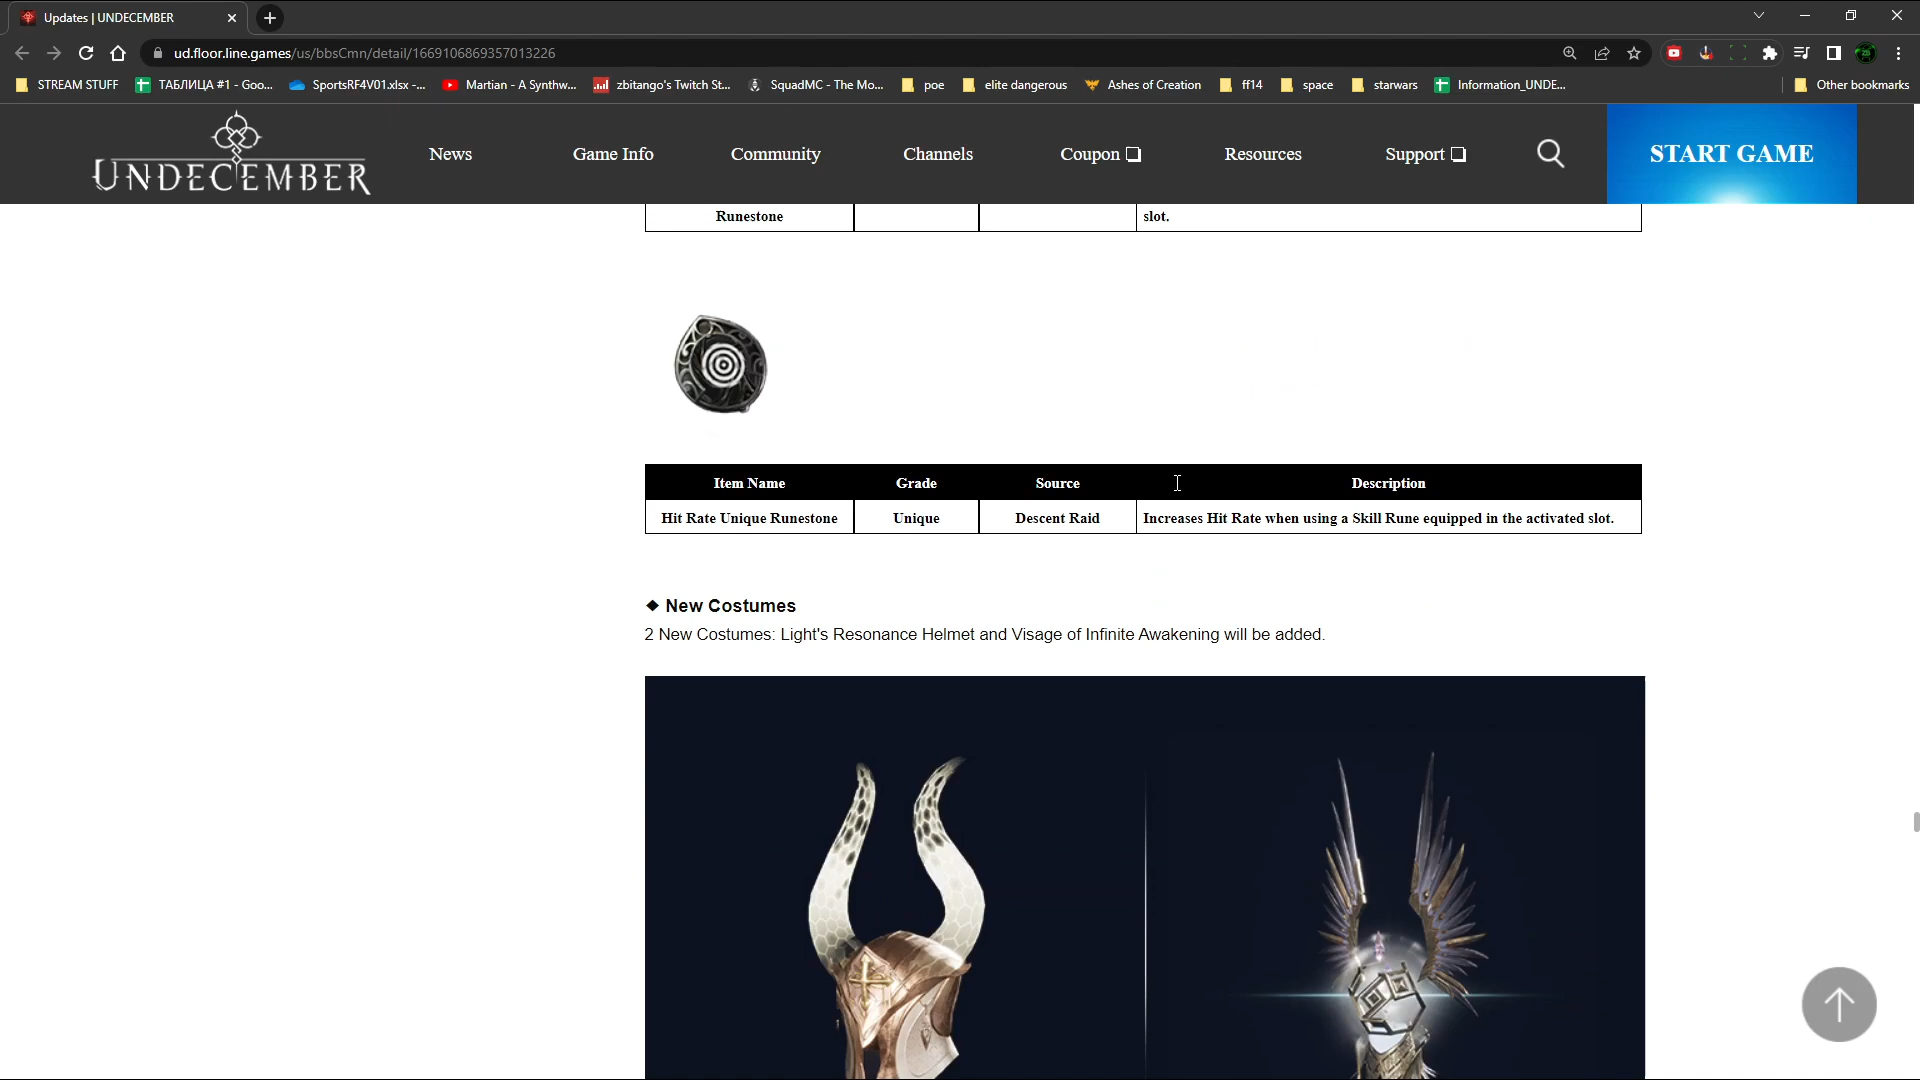 Updates | UNDECEMBER
ud.floor.line.games/us/bbsCmn/detail/1669106869357013226
STREAM STUFF
ТАБЛИЦА #1 - Goo...
SportsRF4V01.xlsx -...
Martian - A Synthw...
zbitango's Twitch St...
SquadMC - The Mo...
poe
elite dangerous
Ashes of Creation
ff14
space
starwars
Information_UNDE...
Other bookmarks
UNDECEMBER
News
Game Info
Community
Channels
Coupon
Resources
Support
START GAME
Runestone slot.
Item Name Grade Source Description
Hit Rate Unique Runestone Unique Descent Raid Increases Hit Rate when using a Skill Rune equipped in the activated slot.
◆ New Costumes
2 New Costumes: Light's Resonance Helmet and Visage of Infinite Awakening will be added.